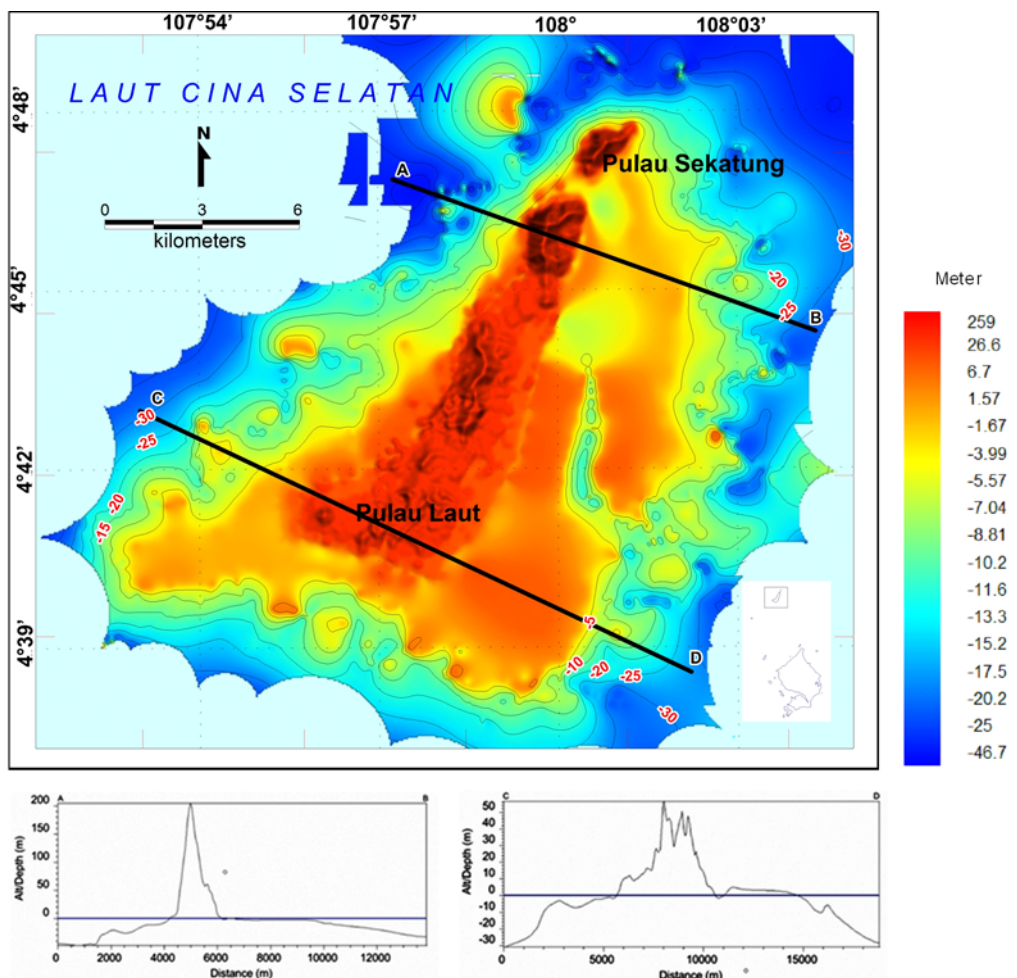 107°54’ 107°57’ 108° 108°03’
4°48’
4°45’
4°42’
4°39’
LAUT CINA SELATAN
N
0 3 6
kilometers
A
Pulau Sekatung
-30
-20
-25
B
C
-30
-25
-20
-15
Pulau Laut
-5
-10
-20
-25
-30
D
Meter
259
26.6
6.7
1.57
-1.67
-3.99
-5.57
-7.04
-8.81
-10.2
-11.6
-13.3
-15.2
-17.5
-20.2
-25
-46.7
A B
Alt/Depth (m)
200
150
100
50
0
0 2000 4000 6000 8000 10000 12000
Distance (m)
C D
Alt/Depth (m)
50
40
30
20
10
0
-10
-20
-30
0 5000 10000 15000
Distance (m)